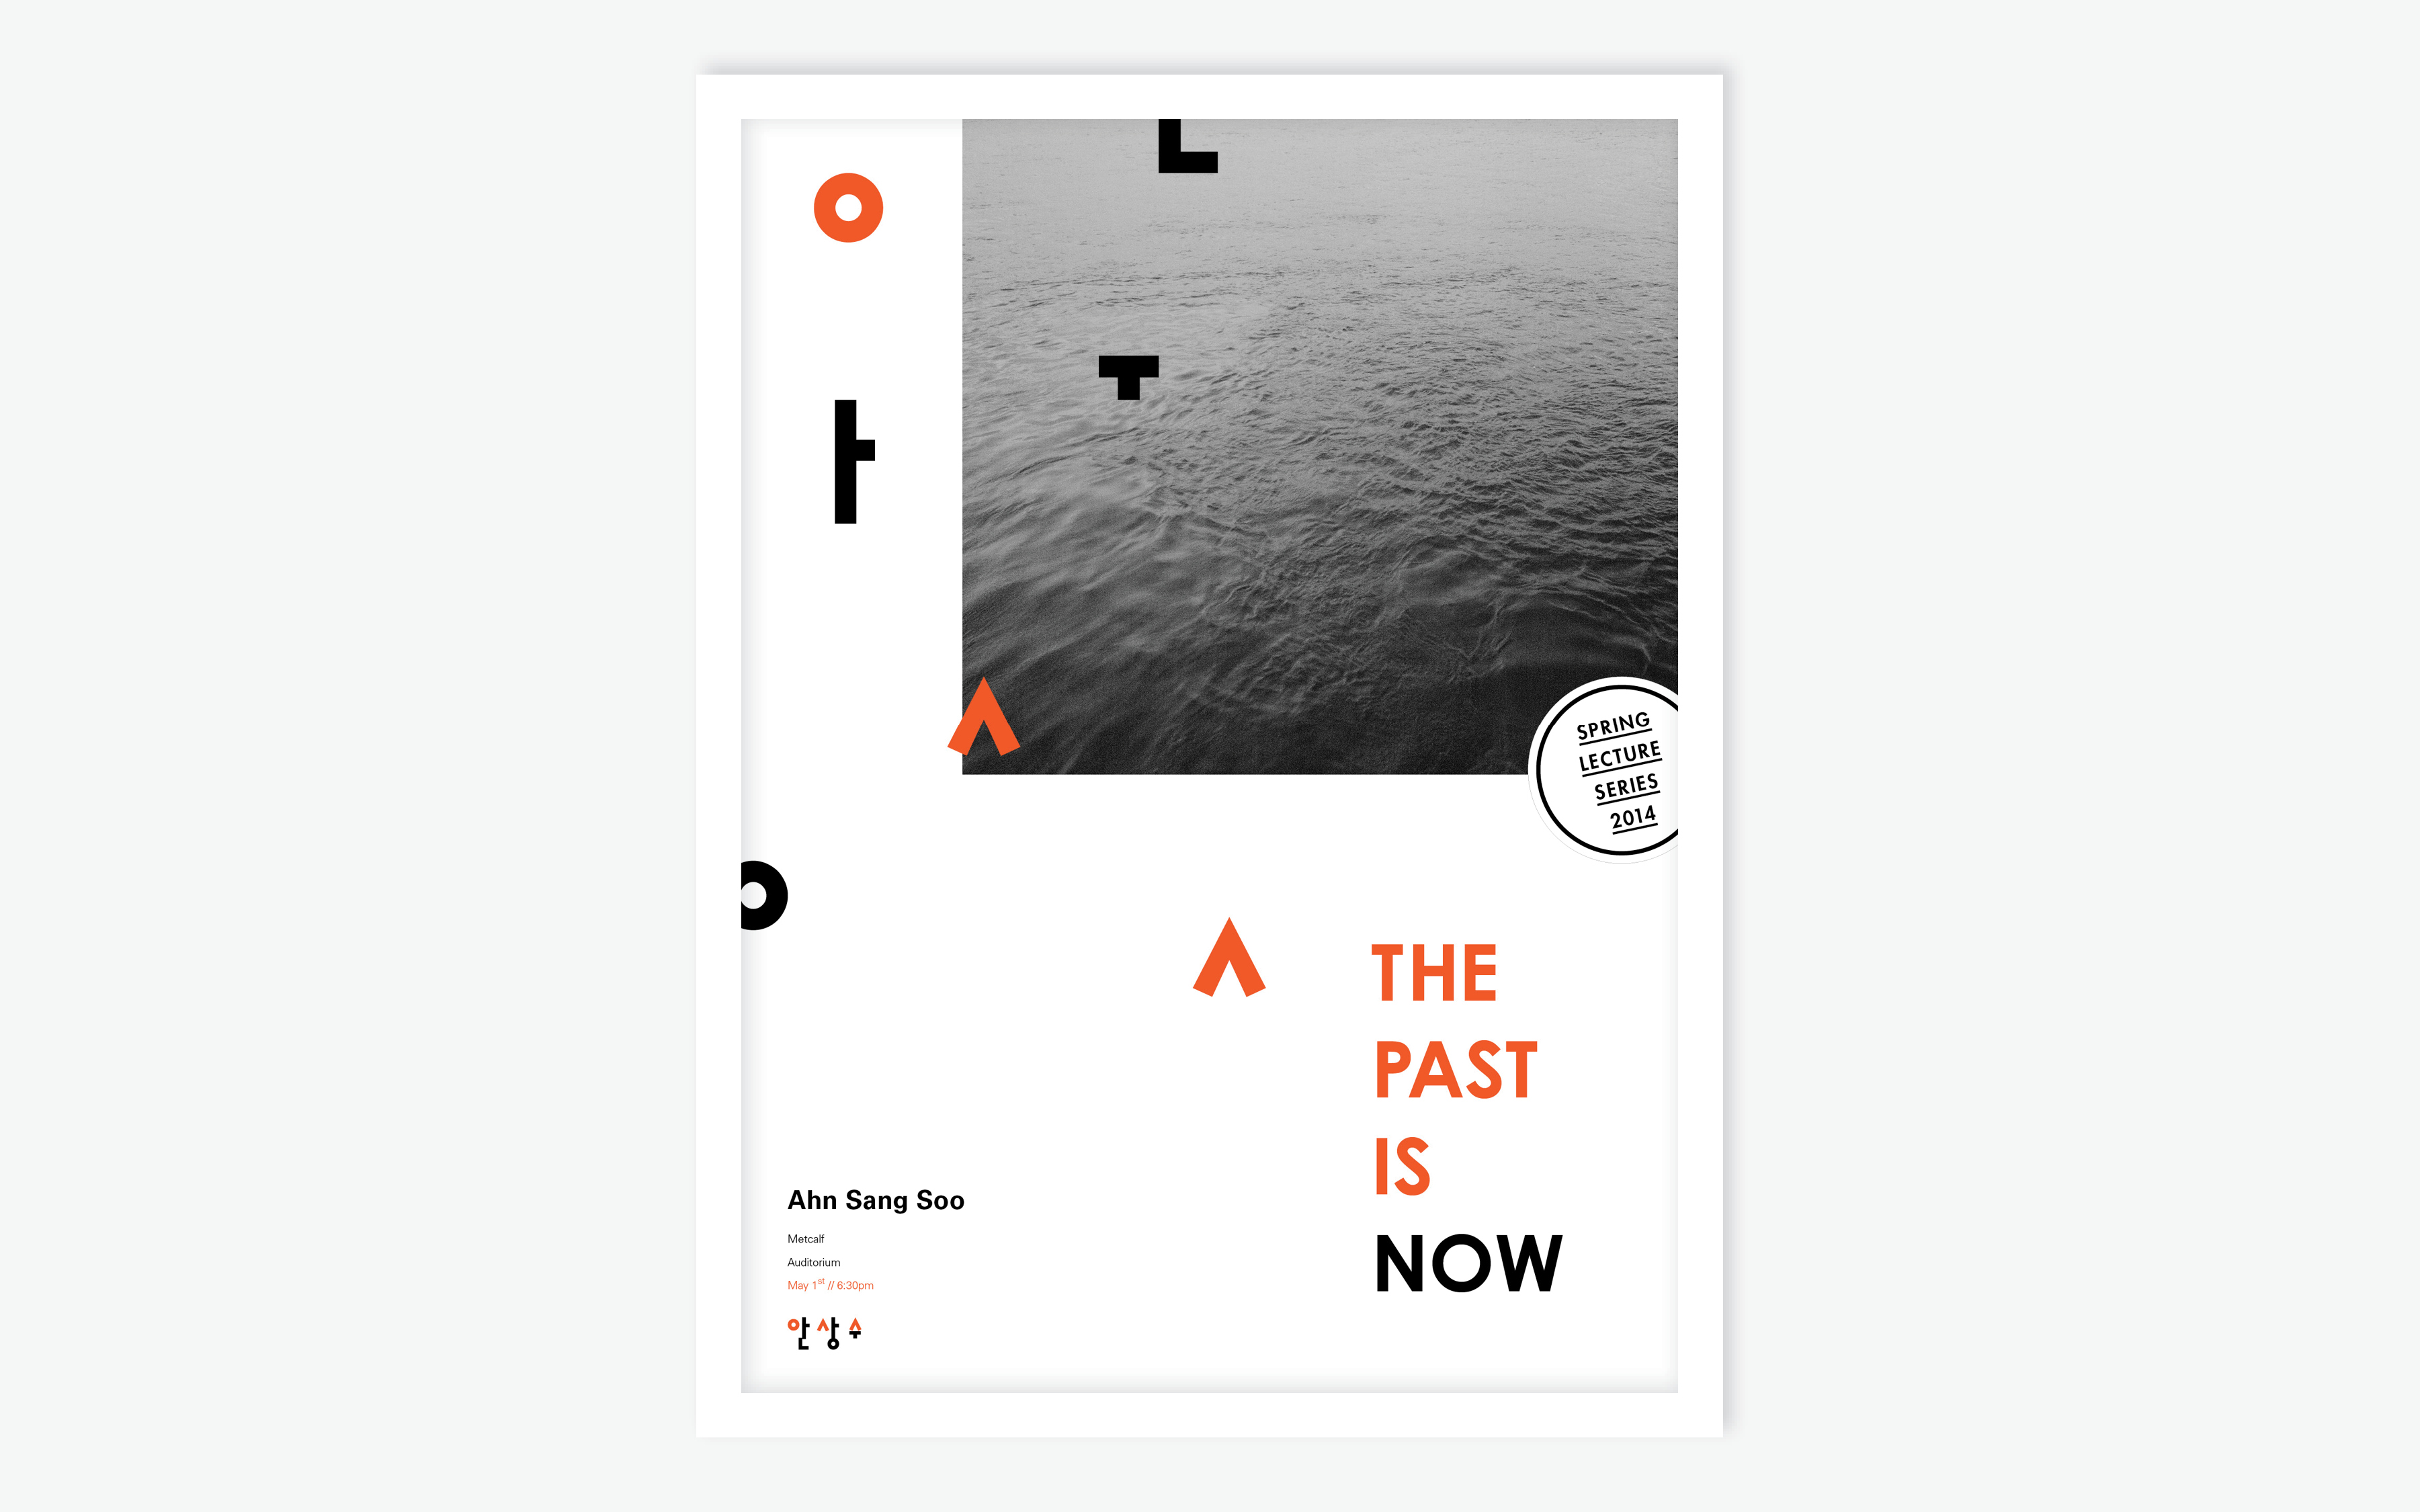 ㄴ
ㅇ
ㅜ
ㅏ
ㅅ
SPRING
LECTURE
SERIES
2014
ㅇ
ㅅ
THE
PAST
IS
NOW
Ahn Sang Soo
Metcalf
Auditorium
May 1st // 6:30pm
안 상 수